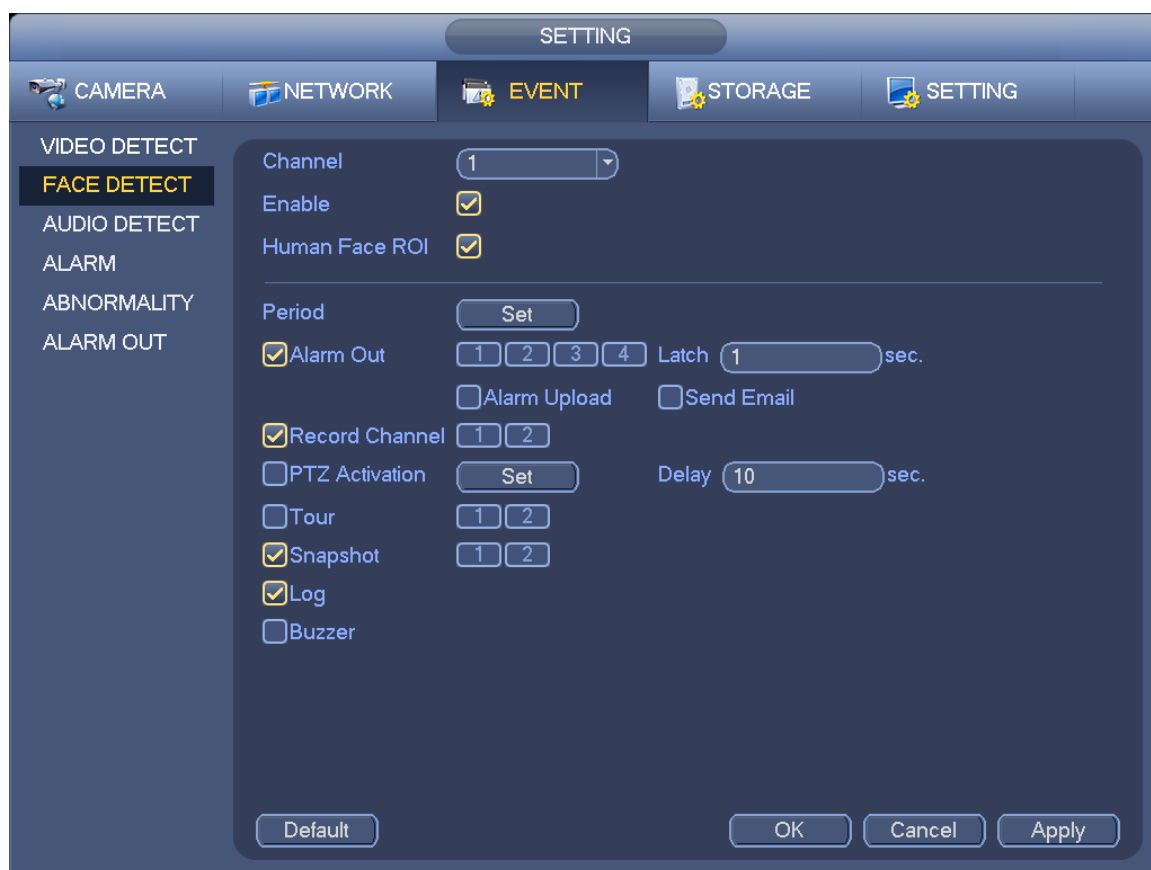 SETTING
CAMERA NETWORK EVENT STORAGE SETTING
VIDEO DETECT
FACE DETECT
AUDIO DETECT
ALARM
ABNORMALITY
ALARM OUT
Channel 1
Enable
Human Face ROI
Period Set
Alarm Out 1 2 3 4 Latch 1 sec.
Alarm Upload Send Email
Record Channel 1 2
PTZ Activation Set Delay 10 sec.
Tour 1 2
Snapshot 1 2
Log
Buzzer
Default OK Cancel Apply